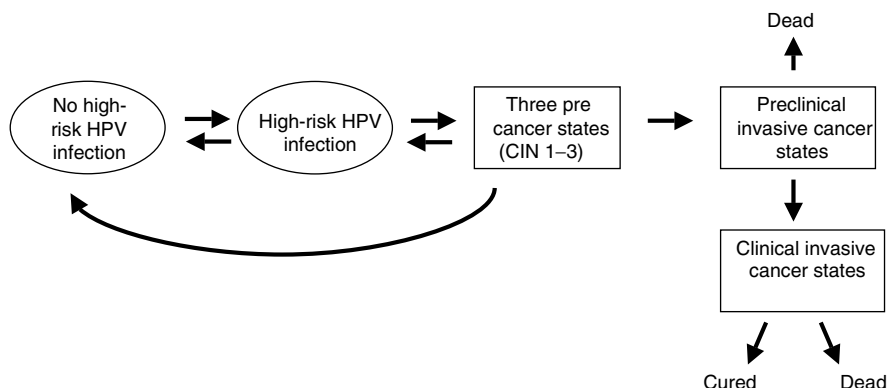 No high-
risk HPV
infection
High-risk HPV
infection
Three pre
cancer states
(CIN 1–3)
Dead
Preclinical
invasive cancer
states
Clinical invasive
cancer states
Cured
Dead